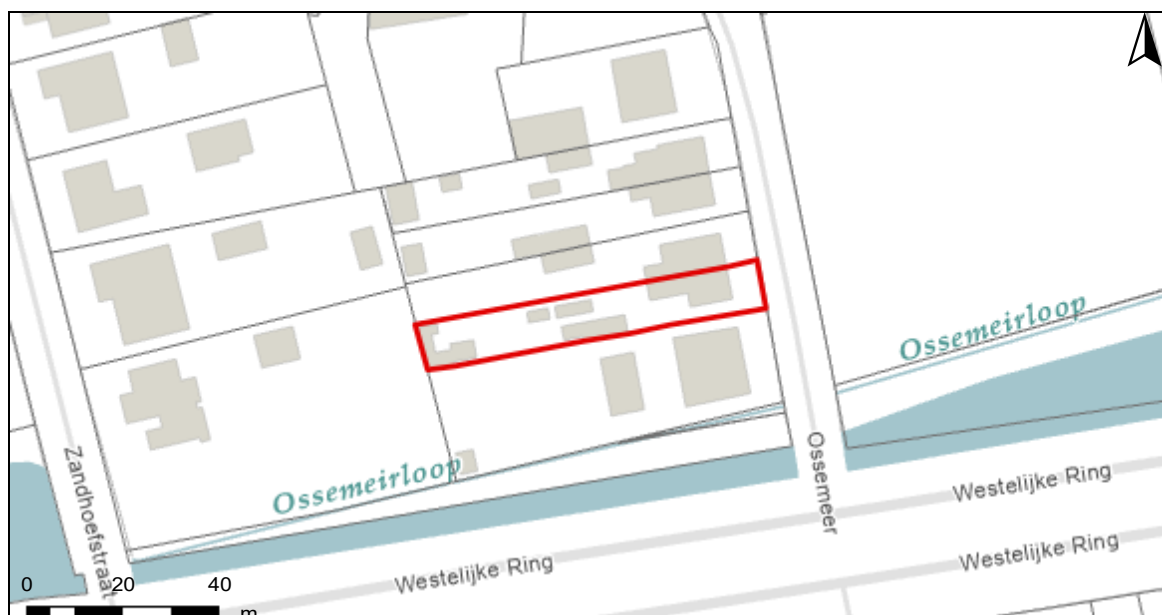 Ossemeirloop
Ossemeirloop
Zandhoefstraat
Ossemeer
Westelijke Ring
Westelijke Ring
Westelijke Ring
0 20 40
m